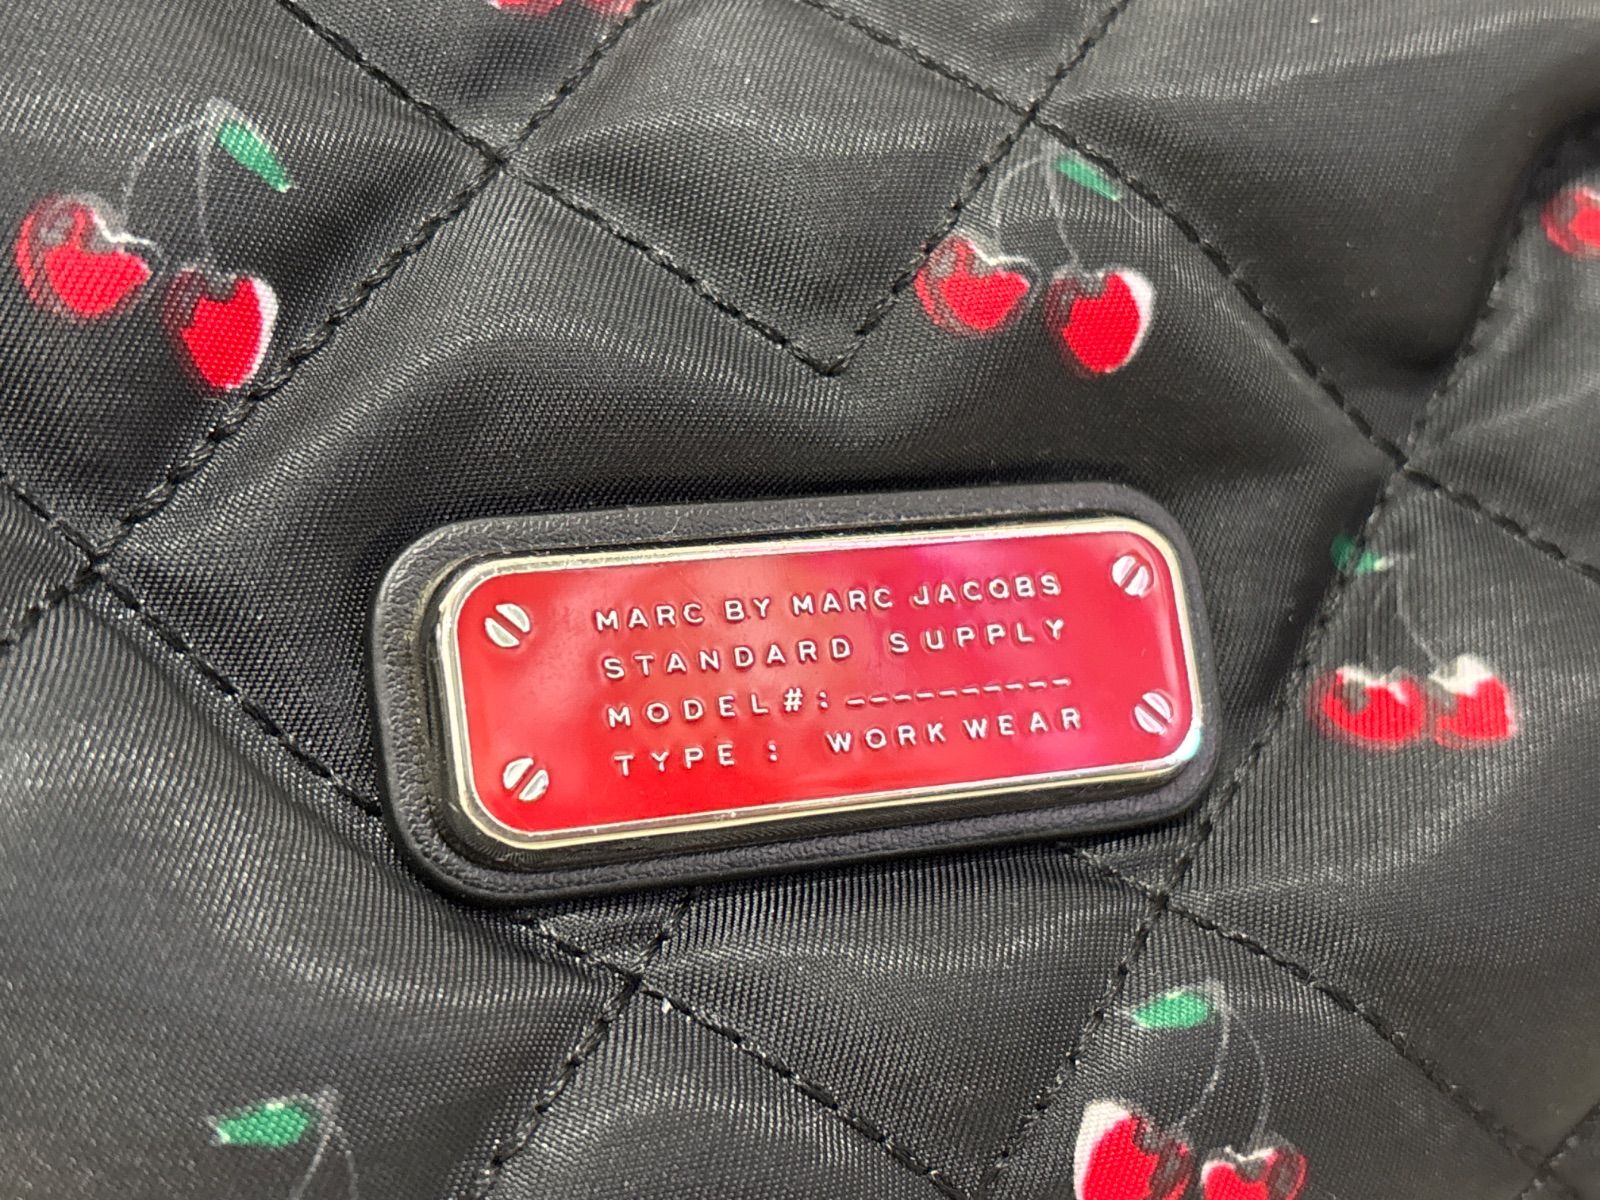 MARC BY MARC JACOBS
STANDARD SUPPLY
MODEL#:__________
TYPE : WORK WEAR